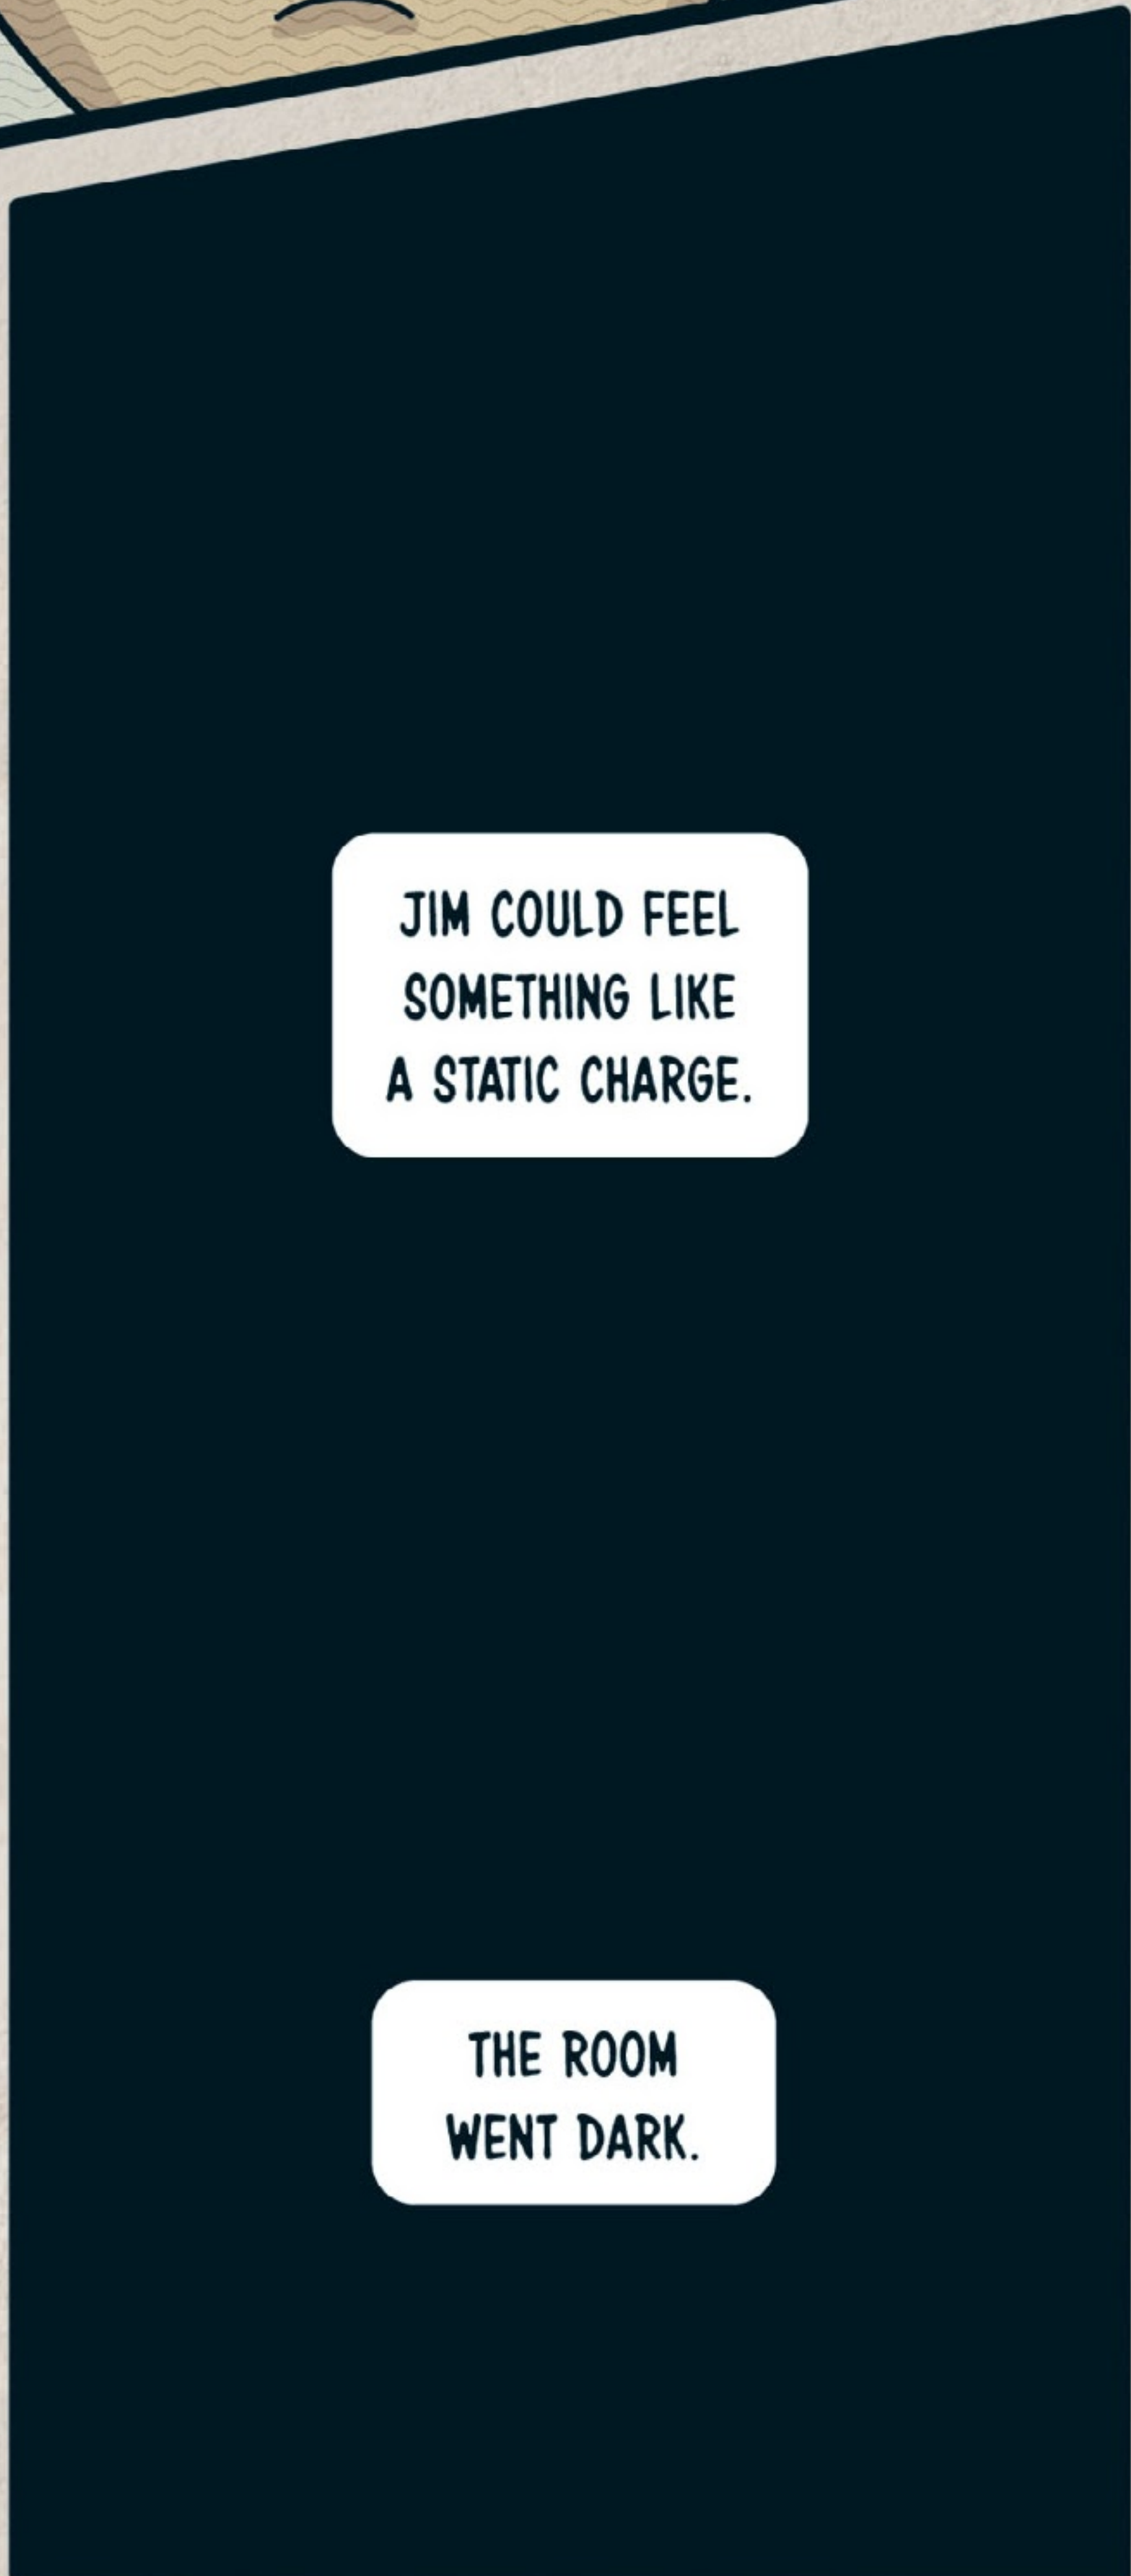 JIM COULD FEEL
SOMETHING LIKE
A STATIC CHARGE.
THE ROOM
WENT DARK.